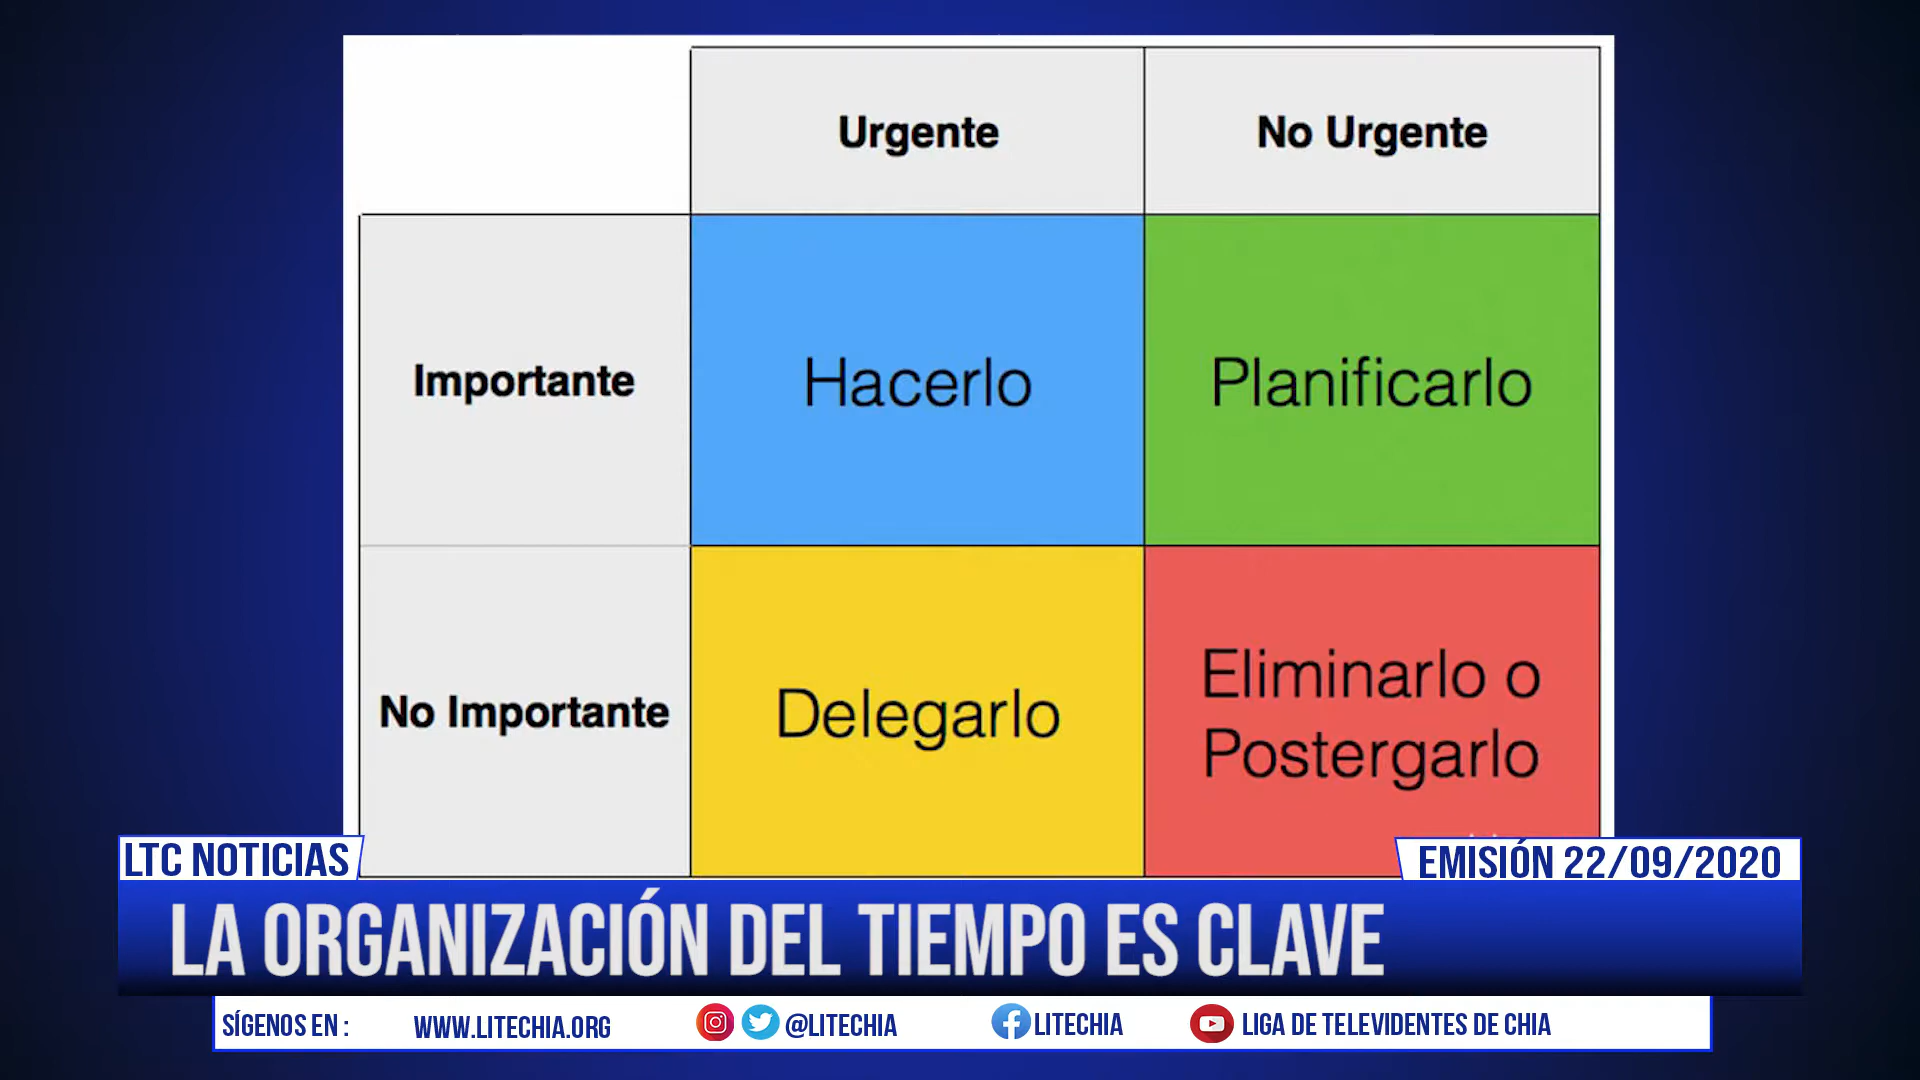 Urgente
No Urgente
Importante
Hacerlo
Planificarlo
No Importante
Delegarlo
Eliminarlo o
Postergarlo
LTC NOTICIAS
EMISIÓN 22/09/2020
LA ORGANIZACIÓN DEL TIEMPO ES CLAVE
SÍGENOS EN :
WWW.LITECHIA.ORG
@LITECHIA
LITECHIA
LIGA DE TELEVIDENTES DE CHIA